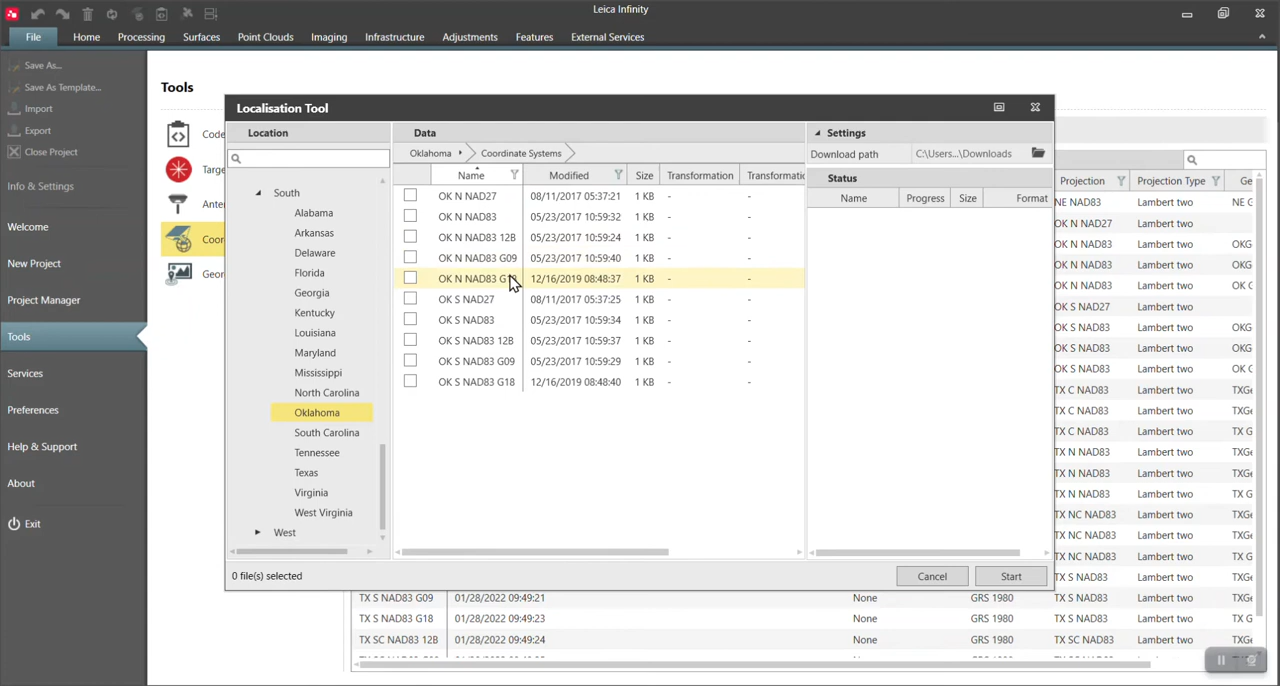 Leica Infinity
File Home Processing Surfaces Point Clouds Imaging Infrastructure Adjustments Features External Services
Save As...
Save As Template...
Import
Export
Close Project
Info & Settings
Welcome
New Project
Project Manager
Tools
Services
Preferences
Help & Support
About
Exit
Tools
Code
Targe
Anter
Coor
Geor
Localisation Tool
Location
South
Alabama
Arkansas
Delaware
Florida
Georgia
Kentucky
Louisiana
Maryland
Mississippi
North Carolina
Oklahoma
South Carolina
Tennessee
Texas
Virginia
West Virginia
West
0 file(s) selected
Data
Oklahoma Coordinate Systems
Name Modified Size Transformation Transformatic
OK N NAD27 08/11/2017 05:37:21 1 KB - -
OK N NAD83 05/23/2017 10:59:32 1 KB - -
OK N NAD83 12B 05/23/2017 10:59:24 1 KB - -
OK N NAD83 G09 05/23/2017 10:59:40 1 KB - -
OK N NAD83 12/16/2019 08:48:37 1 KB - -
OK S NAD27 08/11/2017 05:37:25 1 KB - -
OK S NAD83 05/23/2017 10:59:34 1 KB - -
OK S NAD83 12B 05/23/2017 10:59:37 1 KB - -
OK S NAD83 G09 05/23/2017 10:59:29 1 KB - -
OK S NAD83 G18 12/16/2019 08:48:40 1 KB - -
Settings
Download path C:\Users...\Downloads
Status
Name Progress Size Format
Cancel Start
Projection Projection Type Ge
NE NAD83 Lambert two NE G
OK N NAD27 Lambert two
OK N NAD83 Lambert two OKG
OK N NAD83 Lambert two OKG
OK N NAD83 Lambert two OK G
OK S NAD27 Lambert two
OK S NAD83 Lambert two OKG
OK S NAD83 Lambert two OKG
OK S NAD83 Lambert two OK G
TX C NAD83 Lambert two TXGe
TX C NAD83 Lambert two TXGe
TX C NAD83 Lambert two TX G
TX N NAD83 Lambert two TXGe
TX N NAD83 Lambert two TXGe
TX N NAD83 Lambert two TX G
TX NC NAD83 Lambert two TXGe
TX NC NAD83 Lambert two TXGe
TX NC NAD83 Lambert two TX G
TX S NAD83 Lambert two TXGe
TX S NAD83 G09 01/28/2022 09:49:21 None GRS 1980 TX S NAD83 Lambert two TXGe
TX S NAD83 G18 01/28/2022 09:49:23 None GRS 1980 TX S NAD83 Lambert two TX G
TX SC NAD83 12B 01/28/2022 09:49:24 None GRS 1980 TX SC NAD83 Lambert two TXGe